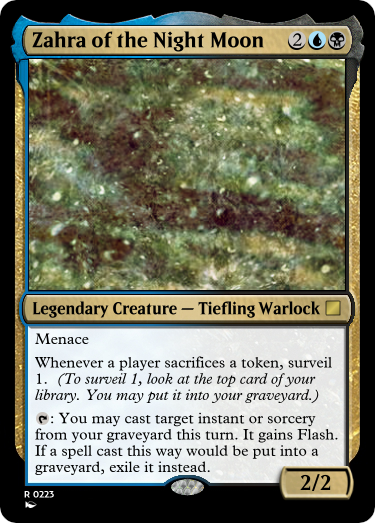 Zahra of the Night Moon 2
Legendary Creature — Tiefling Warlock
Menace
Whenever a player sacrifices a token, surveil
1. (To surveil 1, look at the top card of your
library. You may put it into your graveyard.)
: You may cast target instant or sorcery
from your graveyard this turn. It gains Flash.
If a spell cast this way would be put into a
graveyard, exile it instead.
2/2
R 0223